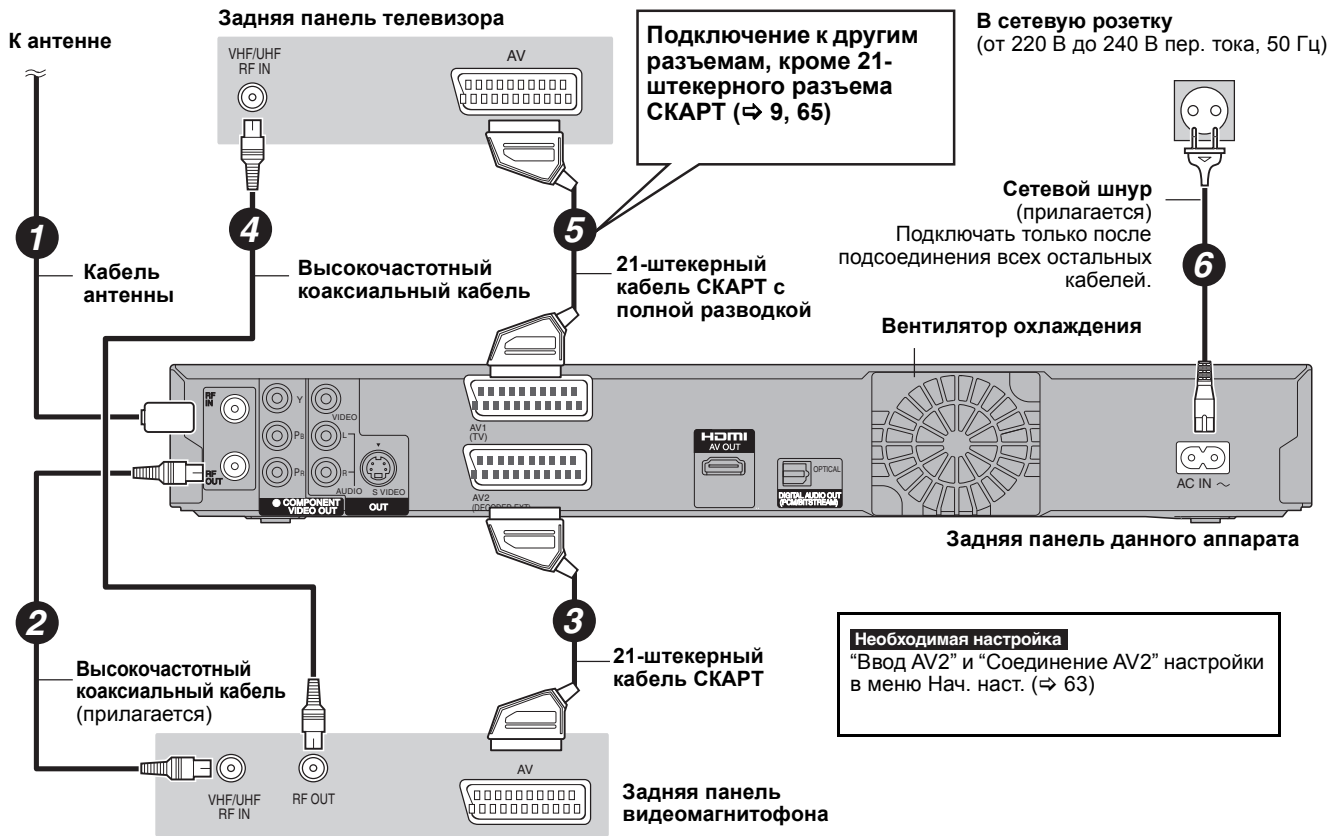 Задняя панель телевизора
К антенне
VHF/UHF
RF IN
AV
Подключение к другим
разъемам, кроме 21-
штекерного разъема
СКАРТ (⇨ 9, 65)
В сетевую розетку
(от 220 В до 240 В пер. тока, 50 Гц)
Сетевой шнур
(прилагается)
Подключать только после
подсоединения всех остальных
кабелей.
1
4
5
6
Кабель
антенны
Высокочастотный
коаксиальный кабель
21-штекерный
кабель СКАРТ с
полной разводкой
Вентилятор охлаждения
RF
IN
RF
OUT
Y
PB
PR
COMPONENT
VIDEO OUT
VIDEO
L
R
AUDIO
S VIDEO
OUT
AV1
(TV)
AV2
(DECODER/EXT)
HDMI
AV OUT
OPTICAL
DIGITAL AUDIO OUT
(PCM/BITSTREAM)
AC IN ~
Задняя панель данного аппарата
2
3
Высокочастотный
коаксиальный кабель
(прилагается)
21-штекерный
кабель СКАРТ
Необходимая настройка
“Ввод AV2” и “Соединение AV2” настройки
в меню Нач. наст. (⇨ 63)
VHF/UHF
RF IN
RF OUT
AV
Задняя панель
видеомагнитофона